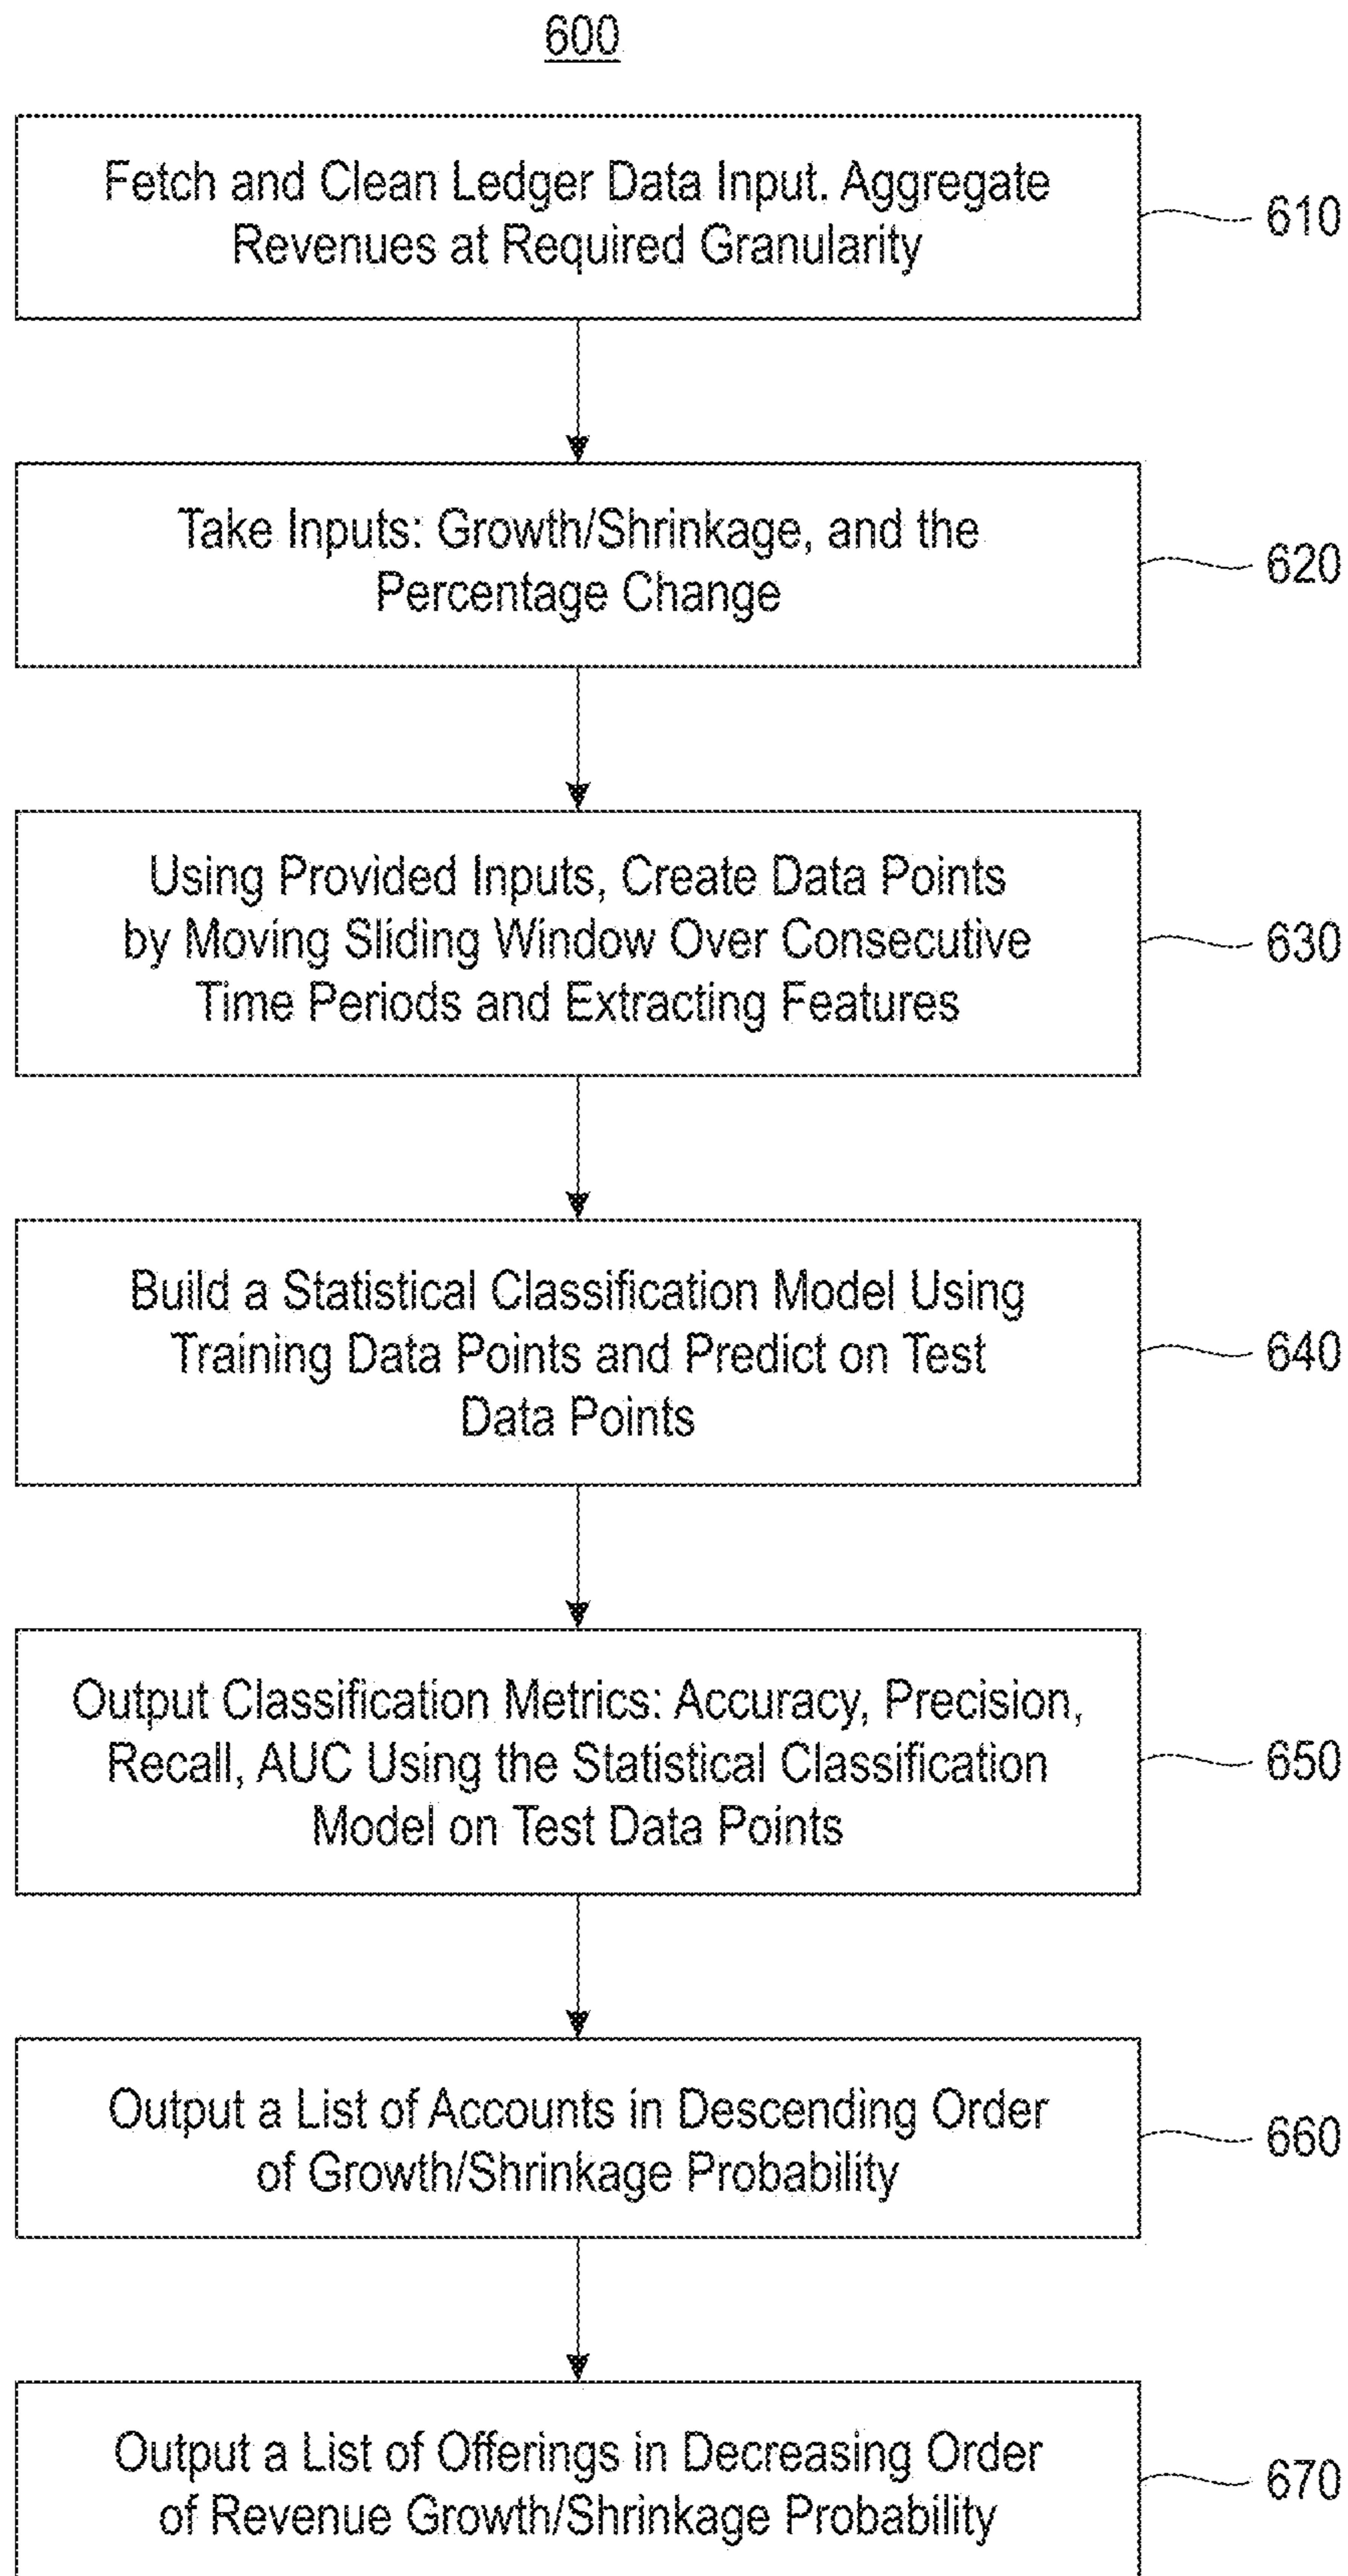 600
Fetch and Clean Ledger Data Input. Aggregate
Revenues at Required Granularity
610
Take Inputs: Growth/Shrinkage, and the
Percentage Change
620
Using Provided Inputs, Create Data Points
by Moving Sliding Window Over Consecutive
Time Periods and Extracting Features
630
Build a Statistical Classification Model Using
Training Data Points and Predict on Test
Data Points
640
Output Classification Metrics: Accuracy, Precision,
Recall, AUC Using the Statistical Classification
Model on Test Data Points
650
Output a List of Accounts in Descending Order
of Growth/Shrinkage Probability
660
Output a List of Offerings in Decreasing Order
of Revenue Growth/Shrinkage Probability
670